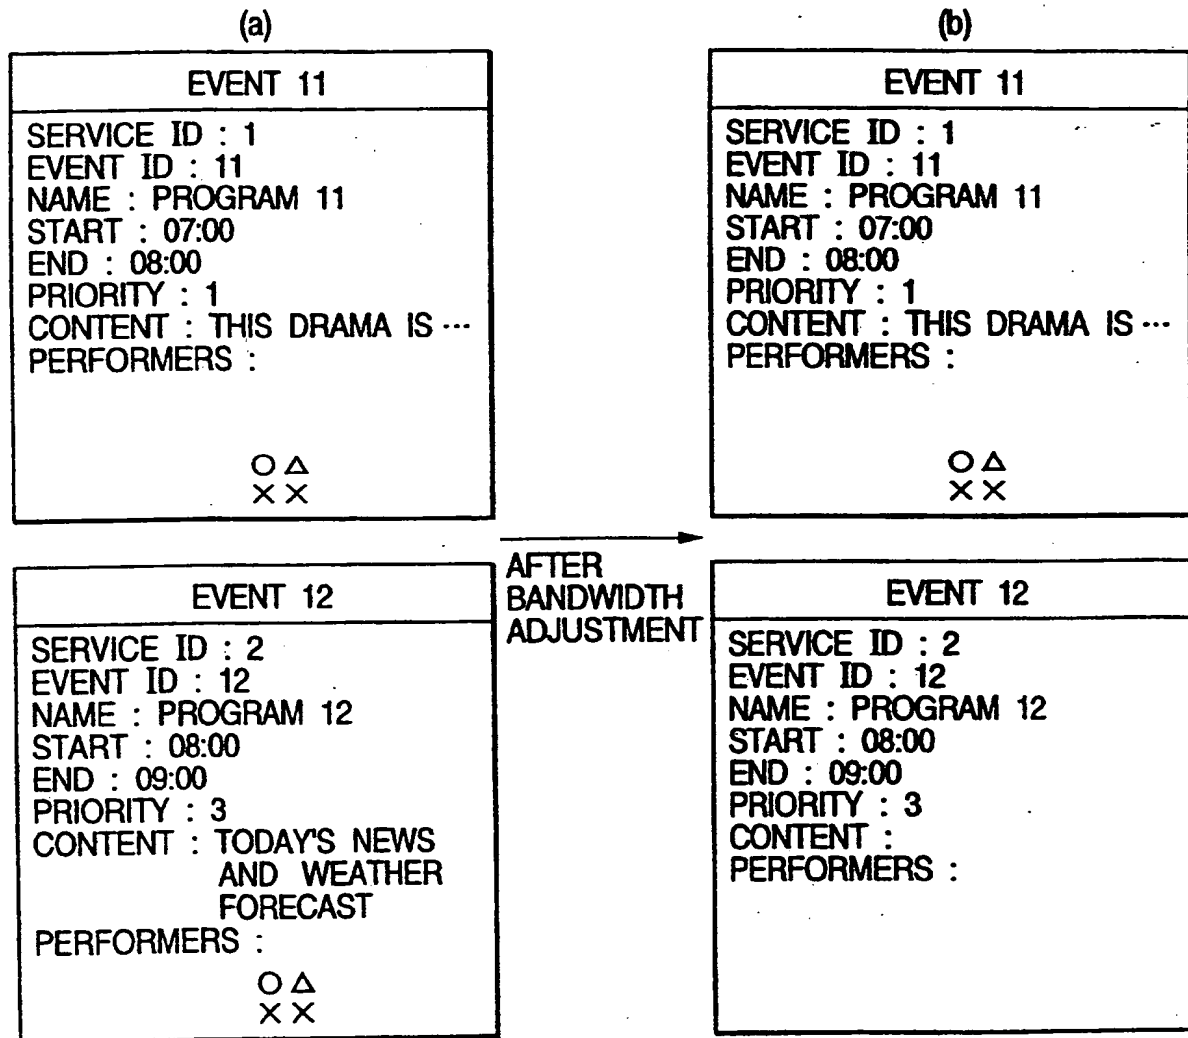 (a)
EVENT 11
SERVICE ID : 1
EVENT ID : 11
NAME : PROGRAM 11
START : 07:00
END : 08:00
PRIORITY : 1
CONTENT : THIS DRAMA IS ···
PERFORMERS :
○△
××
EVENT 12
SERVICE ID : 2
EVENT ID : 12
NAME : PROGRAM 12
START : 08:00
END : 09:00
PRIORITY : 3
CONTENT : TODAY'S NEWS
AND WEATHER
FORECAST
PERFORMERS :
○△
××
AFTER
BANDWIDTH
ADJUSTMENT
(b)
EVENT 11
SERVICE ID : 1
EVENT ID : 11
NAME : PROGRAM 11
START : 07:00
END : 08:00
PRIORITY : 1
CONTENT : THIS DRAMA IS ···
PERFORMERS :
○△
××
EVENT 12
SERVICE ID : 2
EVENT ID : 12
NAME : PROGRAM 12
START : 08:00
END : 09:00
PRIORITY : 3
CONTENT :
PERFORMERS :